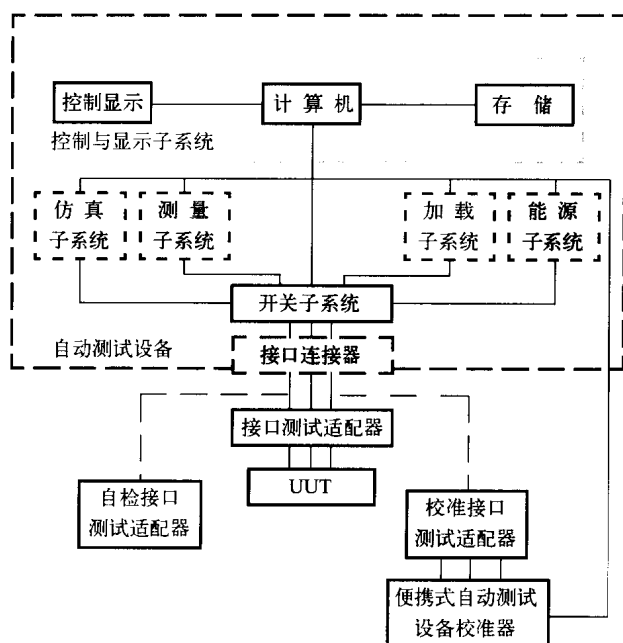 控制显示
计算机
存储
控制与显示子系统
仿真
子系统
测量
子系统
加载
子系统
能源
子系统
开关子系统
自动测试设备
接口连接器
接口测试适配器
UUT
自检接口
测试适配器
校准接口
测试适配器
便携式自动测试
设备校准器